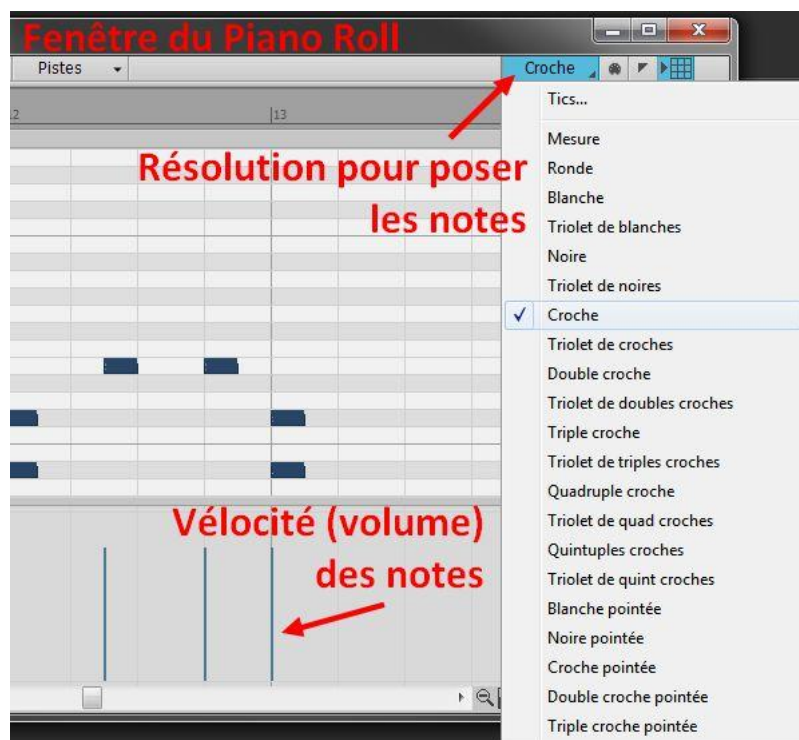 Fenêtre du Piano Roll
Pistes
Croche
13
Résolution pour poser
les notes
Vélocité (volume)
des notes
Tics...
Mesure
Ronde
Blanche
Triolet de blanches
Noire
Triolet de noires
Croche
Triolet de croches
Double croche
Triolet de doubles croches
Triple croche
Triolet de triples croches
Quadruple croche
Triolet de quad croches
Quintuples croches
Triolet de quint croches
Blanche pointée
Noire pointée
Croche pointée
Double croche pointée
Triple croche pointée